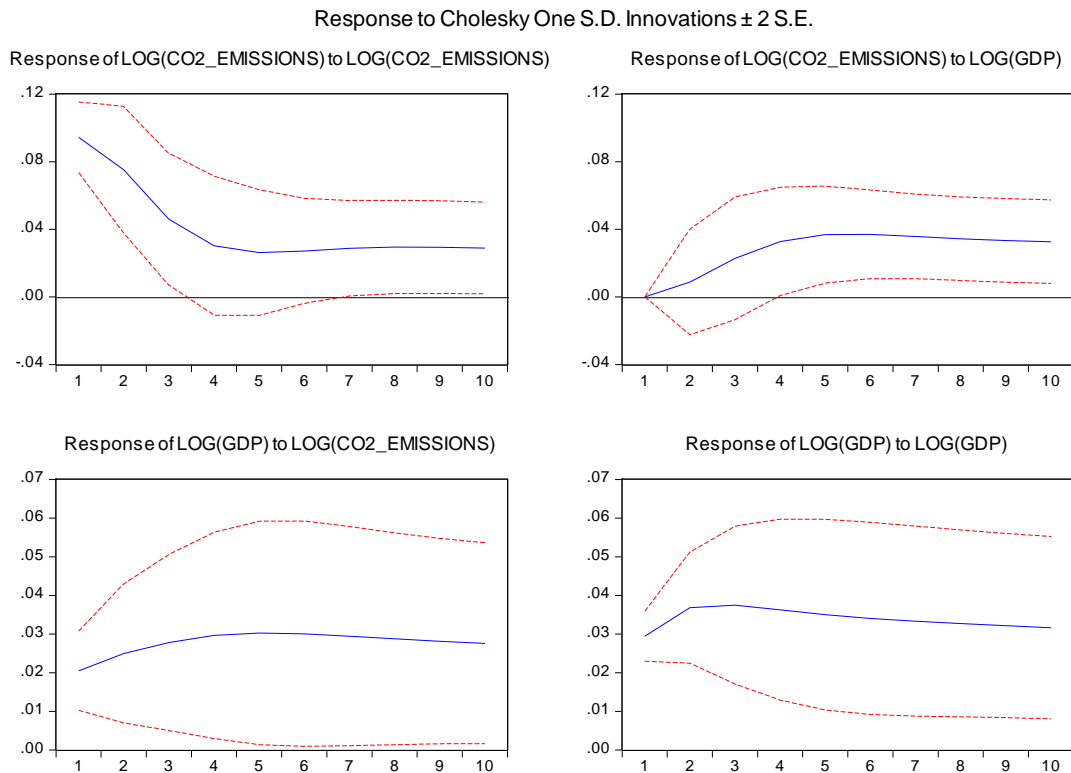 Response to Cholesky One S.D. Innovations ± 2 S.E.
Response of LOG(CO2_EMISSIONS) to LOG(CO2_EMISSIONS)
.12
.08
.04
.00
-.04
1 2 3 4 5 6 7 8 9 10
Response of LOG(CO2_EMISSIONS) to LOG(GDP)
.12
.08
.04
.00
-.04
1 2 3 4 5 6 7 8 9 10
Response of LOG(GDP) to LOG(CO2_EMISSIONS)
.07
.06
.05
.04
.03
.02
.01
.00
1 2 3 4 5 6 7 8 9 10
Response of LOG(GDP) to LOG(GDP)
.07
.06
.05
.04
.03
.02
.01
.00
1 2 3 4 5 6 7 8 9 10